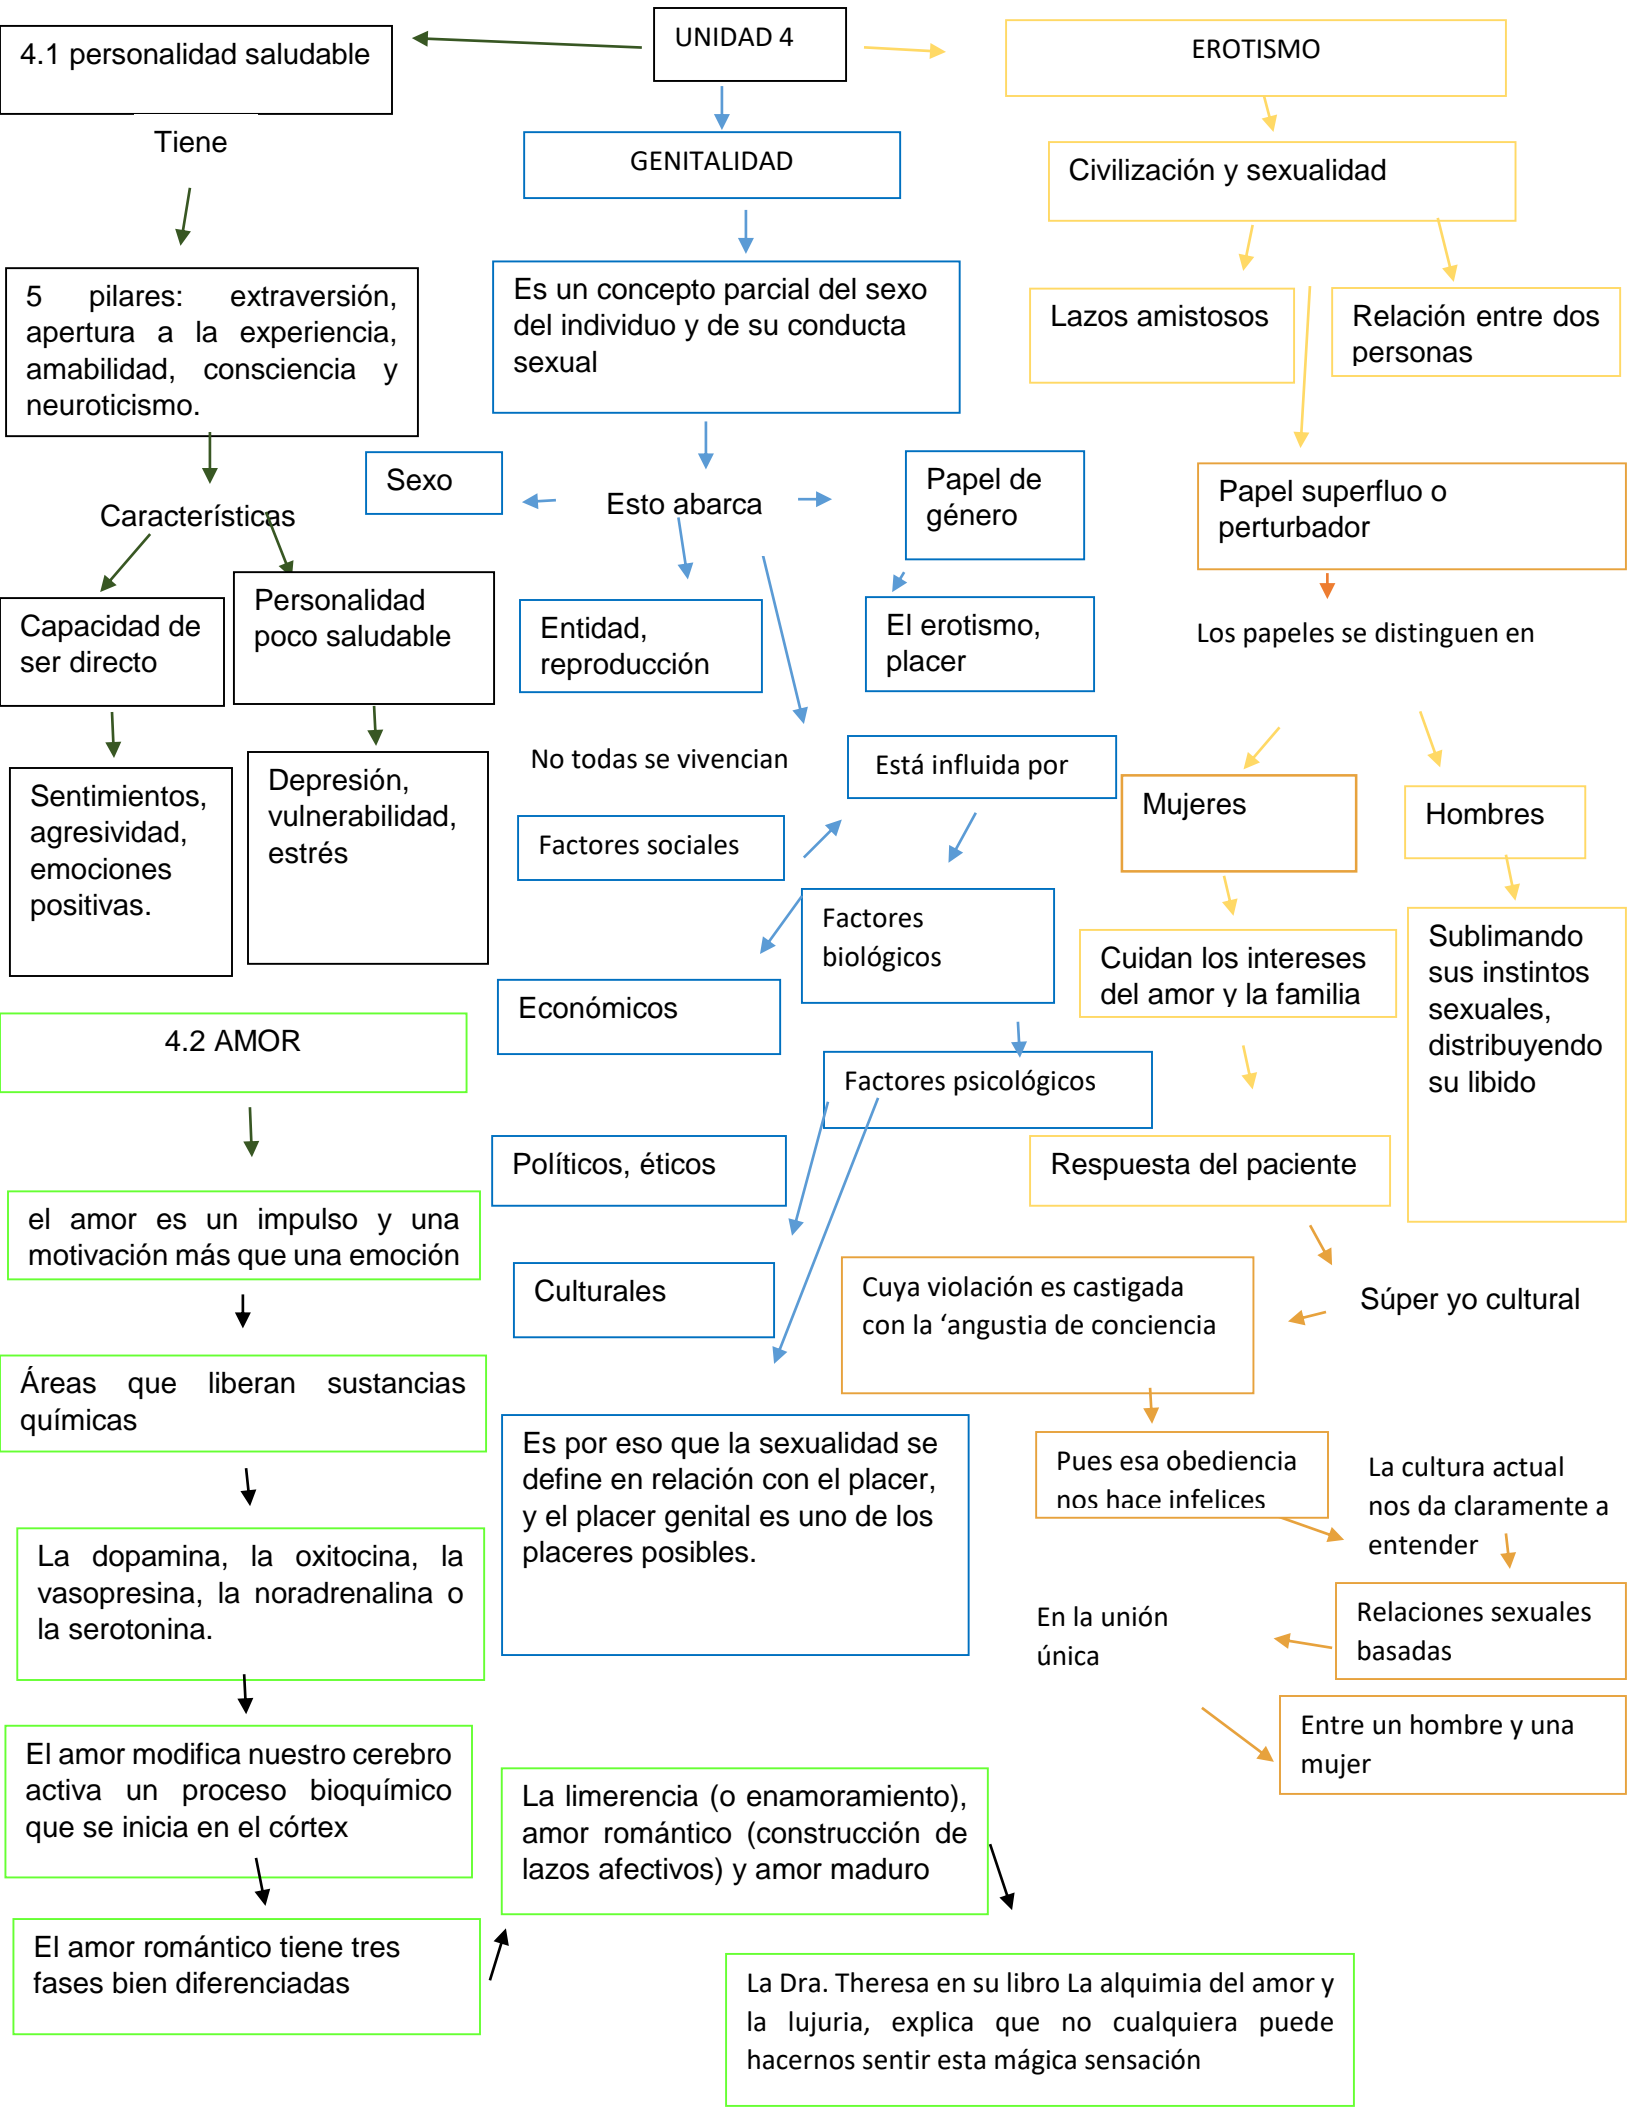 UNIDAD 4
4.1 personalidad saludable
Tiene
5 pilares: extraversión,
apertura a la experiencia,
amabilidad, consciencia y
neuroticismo.
Características
Capacidad de
ser directo
Personalidad
poco saludable
Sentimientos,
agresividad,
emociones
positivas.
Depresión,
vulnerabilidad,
estrés
4.2 AMOR
el amor es un impulso y una
motivación más que una emoción
Áreas que liberan sustancias
químicas
La dopamina, la oxitocina, la
vasopresina, la noradrenalina o
la serotonina.
El amor modifica nuestro cerebro
activa un proceso bioquímico
que se inicia en el córtex
El amor romántico tiene tres
fases bien diferenciadas
La limerencia (o enamoramiento),
amor romántico (construcción de
lazos afectivos) y amor maduro
La Dra. Theresa en su libro La alquimia del amor y
la lujuria, explica que no cualquiera puede
hacernos sentir esta mágica sensación
GENITALIDAD
Es un concepto parcial del sexo
del individuo y de su conducta
sexual
Sexo
Esto abarca
Papel de
género
Entidad,
reproducción
El erotismo,
placer
No todas se vivencian
Está influida por
Factores sociales
Factores
biológicos
Económicos
Factores psicológicos
Políticos, éticos
Culturales
Es por eso que la sexualidad se
define en relación con el placer,
y el placer genital es uno de los
placeres posibles.
EROTISMO
Civilización y sexualidad
Lazos amistosos
Relación entre dos
personas
Papel superfluo o
perturbador
Los papeles se distinguen en
Mujeres
Hombres
Cuidan los intereses
del amor y la familia
Sublimando
sus instintos
sexuales,
distribuyendo
su libido
Respuesta del paciente
Súper yo cultural
Cuya violación es castigada
con la ‘angustia de conciencia
Pues esa obediencia
nos hace infelices
La cultura actual
nos da claramente a
entender
Relaciones sexuales
basadas
En la unión
única
Entre un hombre y una
mujer